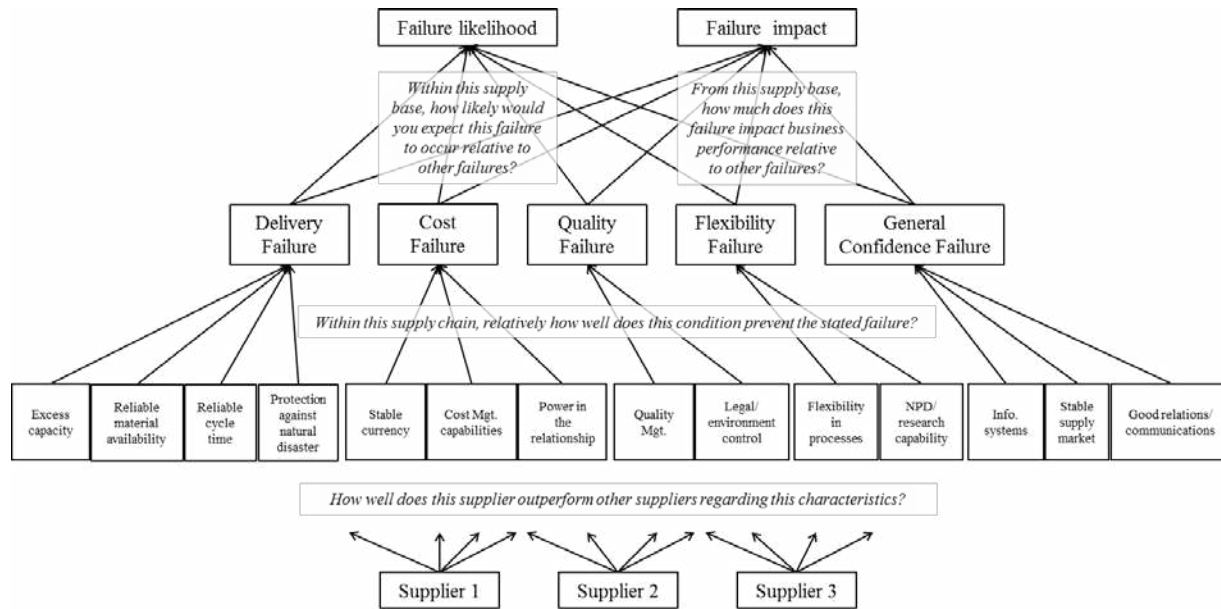 Failure likelihood
Failure impact
Within this supply
base, how likely would
you expect this failure
to occur relative to
other failures?
From this supply base,
how much does this
failure impact business
performance relative
to other failures?
Delivery
Failure
Cost
Failure
Quality
Failure
Flexibility
Failure
General
Confidence Failure
Within this supply chain, relatively how well does this condition prevent the stated failure?
Excess
capacity
Reliable
material
availability
Reliable
cycle
time
Protection
against
natural
disaster
Stable
currency
Cost Mgt.
capabilities
Power in
the
relationship
Quality
Mgt.
Legal/
environment
control
Flexibility
in
processes
NPD/
research
capability
Info.
systems
Stable
supply
market
Good relations/
communications
How well does this supplier outperform other suppliers regarding this characteristics?
Supplier 1
Supplier 2
Supplier 3